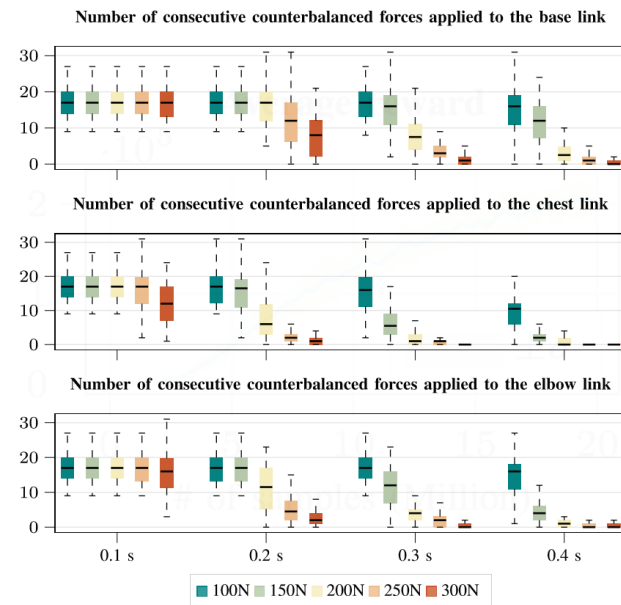 Number of consecutive counterbalanced forces applied to the base link
30
20
10
0
Number of consecutive counterbalanced forces applied to the chest link
30
20
10
0
Number of consecutive counterbalanced forces applied to the elbow link
30
20
10
0
0.1 s 0.2 s 0.3 s 0.4 s
100N 150N 200N 250N 300N